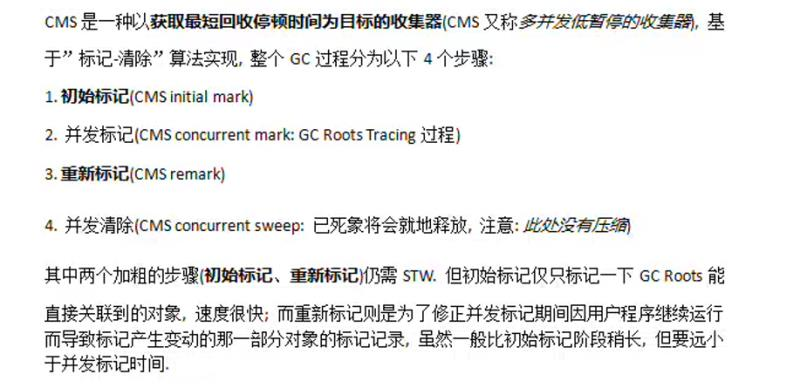 CMS是一种以获取最短回收停顿时间为目标的收集器(CMS又称多并发低暂停的收集器), 基
于”标记-清除”算法实现, 整个 GC 过程分为以下 4 个步骤:
1. 初始标记(CMS initial mark)
2. 并发标记(CMS concurrent mark: GC Roots Tracing 过程)
3. 重新标记(CMS remark)
4. 并发清除(CMS concurrent sweep: 已死象将会就地释放, 注意: 此处没有压缩)
其中两个加粗的步骤(初始标记、重新标记)仍需 STW. 但初始标记仅只标记一下 GC Roots 能
直接关联到的对象, 速度很快; 而重新标记则是为了修正并发标记期间因用户程序继续运行
而导致标记产生变动的那一部分对象的标记记录, 虽然一般比初始标记阶段稍长, 但要远小
于并发标记时间.